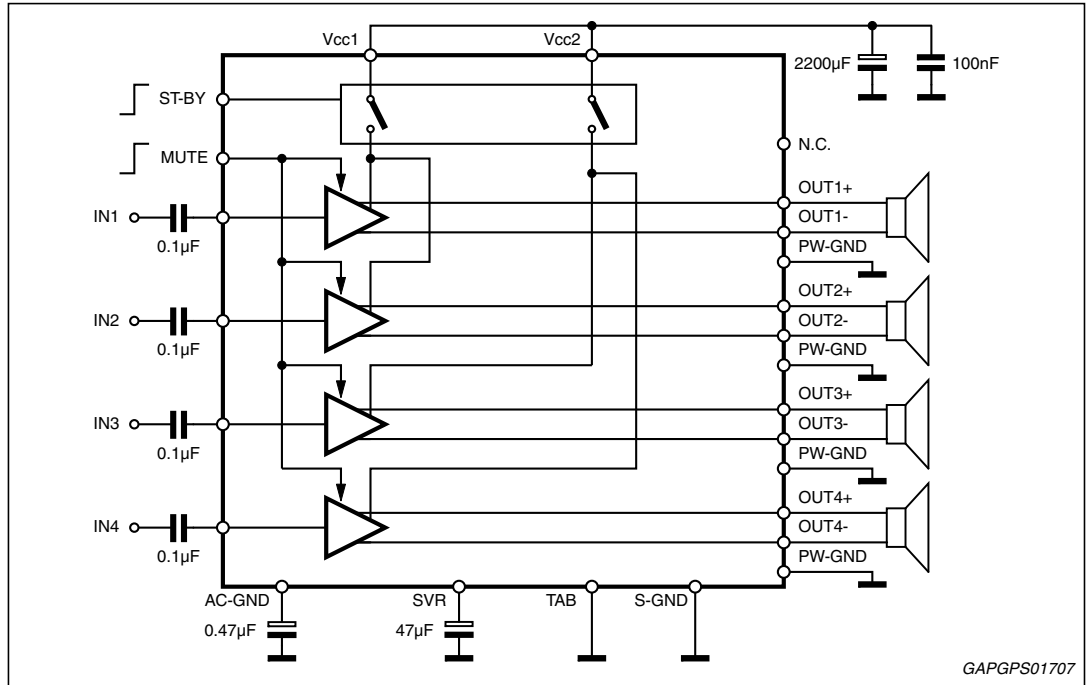 Vcc1
Vcc2
2200µF
100nF
ST-BY
N.C.
MUTE
OUT1+
IN1
OUT1-
0.1µF
PW-GND
OUT2+
IN2
OUT2-
0.1µF
PW-GND
OUT3+
IN3
OUT3-
0.1µF
PW-GND
OUT4+
IN4
OUT4-
0.1µF
PW-GND
AC-GND
SVR
TAB
S-GND
0.47µF
47µF
GAPGPS01707